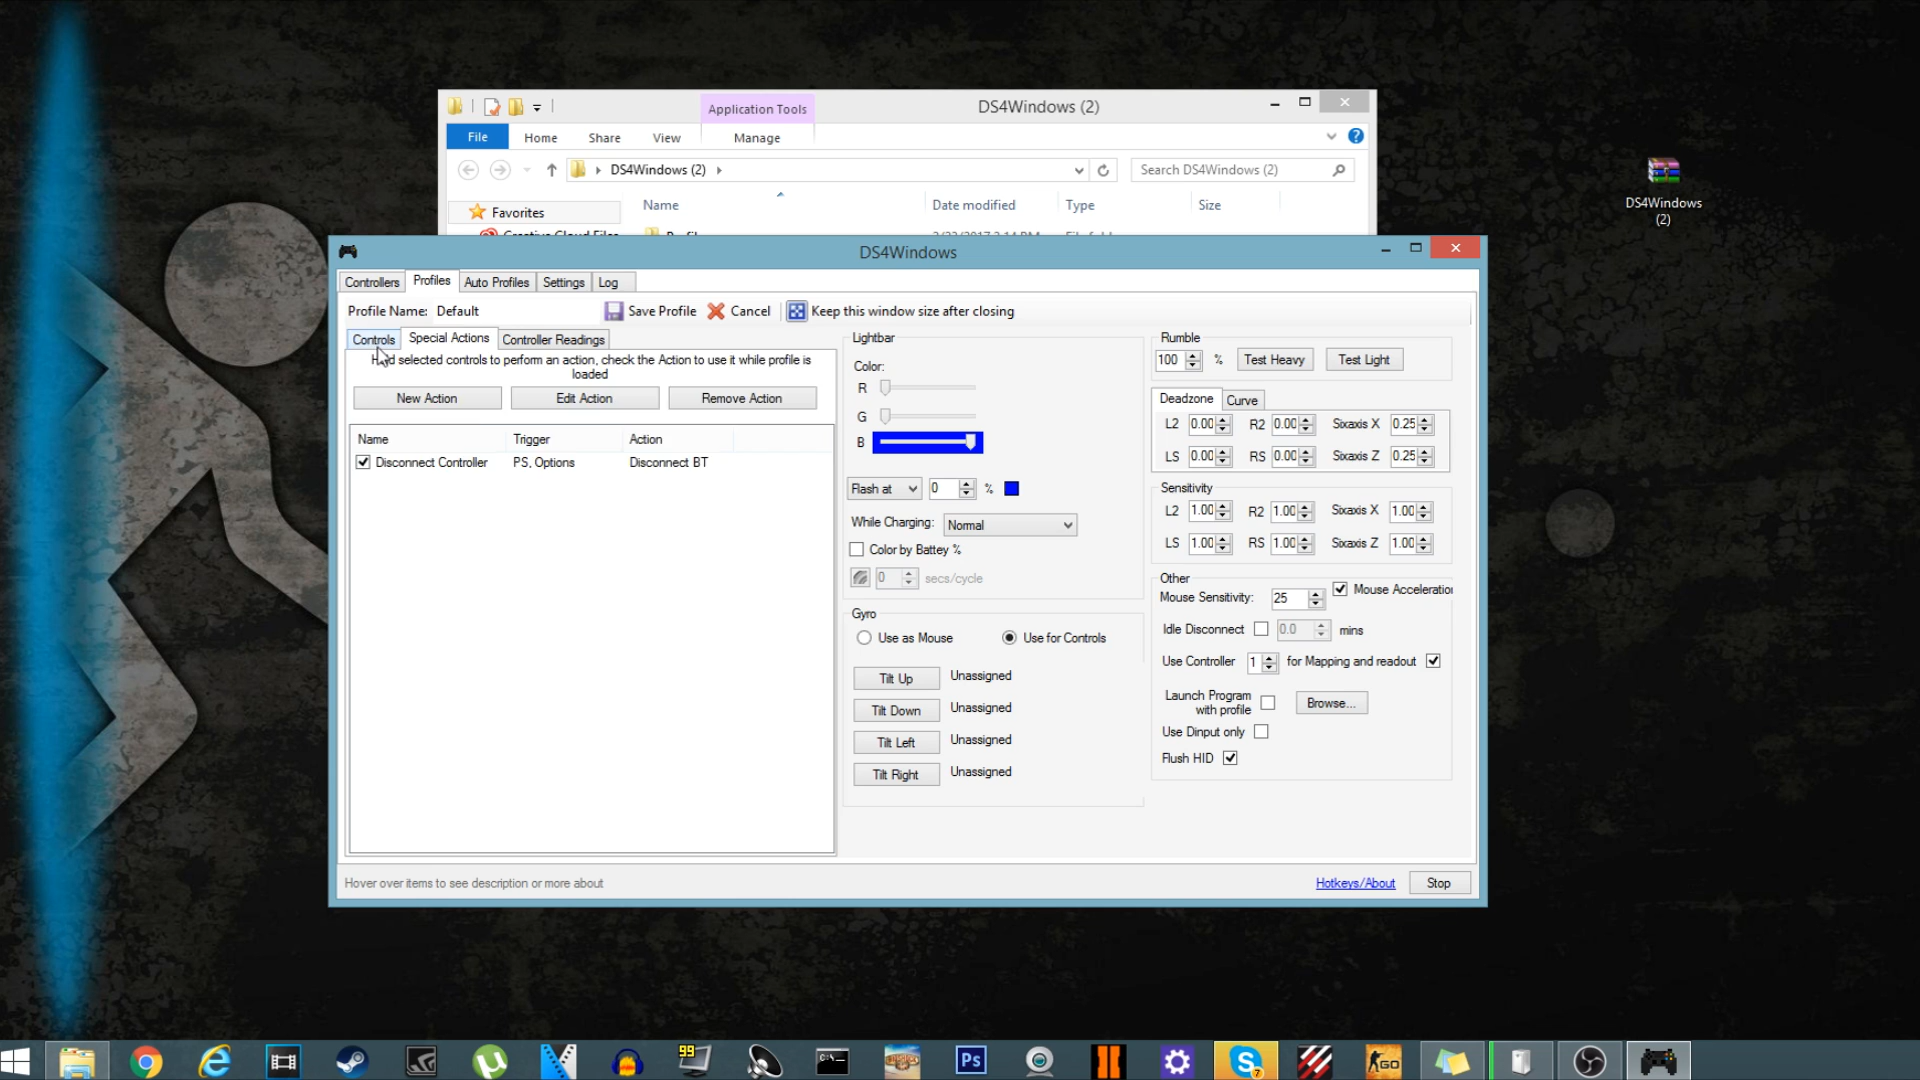 Application Tools
DS4Windows (2)
File
Home
Share
View
Manage
DS4Windows (2)
Search DS4Windows (2)
Favorites
Name
Date modified
Type
Size
Creative Cloud Files
DS4Windows
(2)
DS4Windows
Controllers
Profiles
Auto Profiles
Settings
Log
Profile Name:
Default
Save Profile
Cancel
Keep this window size after closing
Controls
Special Actions
Controller Readings
selected controls to perform an action, check the Action to use it while profile is
loaded
New Action
Edit Action
Remove Action
Name
Trigger
Action
Disconnect Controller
PS, Options
Disconnect BT
Lightbar
Color:
R
G
B
Flash at
0
%
While Charging:
Normal
Color by Battey %
0
secs/cycle
Gyro
Use as Mouse
Use for Controls
Tilt Up
Unassigned
Tilt Down
Unassigned
Tilt Left
Unassigned
Tilt Right
Unassigned
Rumble
100
%
Test Heavy
Test Light
Deadzone
Curve
L2 0.00 R2 0.00 Sixaxis X 0.25
LS 0.00 RS 0.00 Sixaxis Z 0.25
Sensitivity
L2 1.00 R2 1.00 Sixaxis X 1.00
LS 1.00 RS 1.00 Sixaxis Z 1.00
Other
Mouse Sensitivity:
25
Mouse Acceleration
Idle Disconnect
0.0
mins
Use Controller
1
for Mapping and readout
Launch Program
with profile
Browse...
Use Dinput only
Flush HID
Hover over items to see description or more about
Hotkeys/About
Stop
99
Ps
7
GO